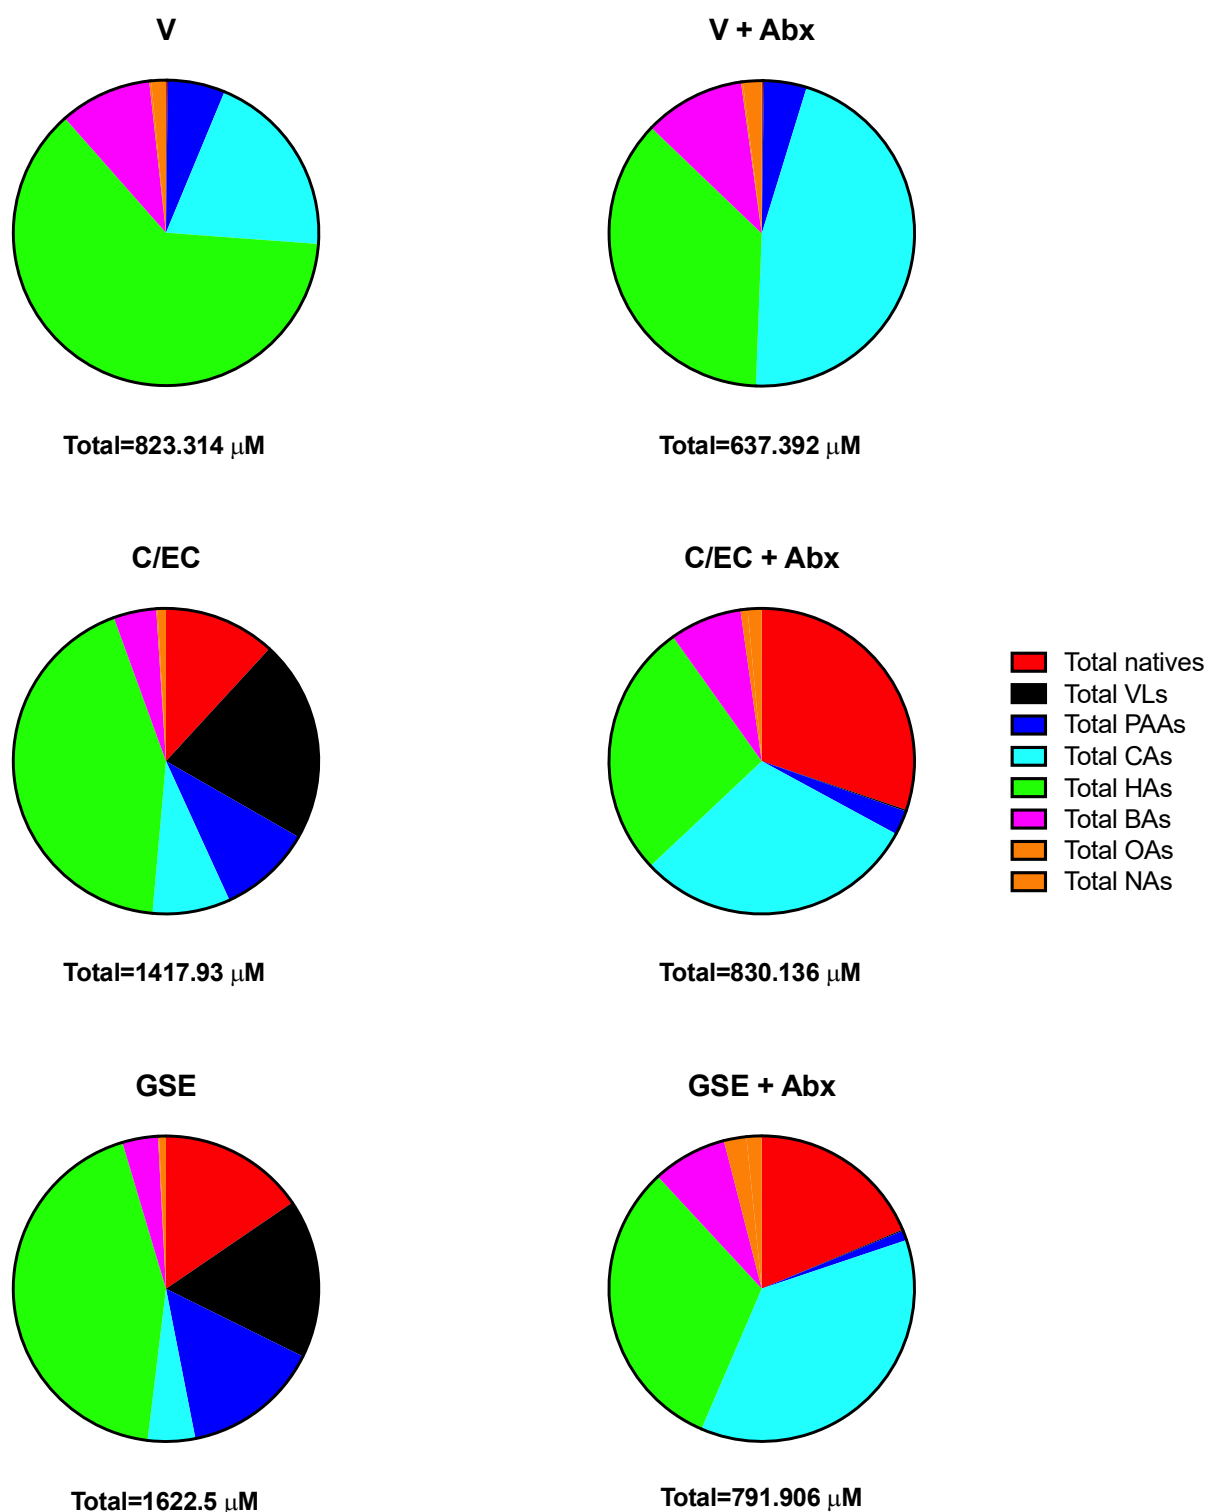 V
V + Abx
Total=823.314 μM
Total=637.392 μM
C/EC
C/EC + Abx
Total natives
Total VLs
Total PAAs
Total CAs
Total HAs
Total BAs
Total OAs
Total NAs
Total=1417.93 μM
Total=830.136 μM
GSE
GSE + Abx
Total=1622.5 μM
Total=791.906 μM